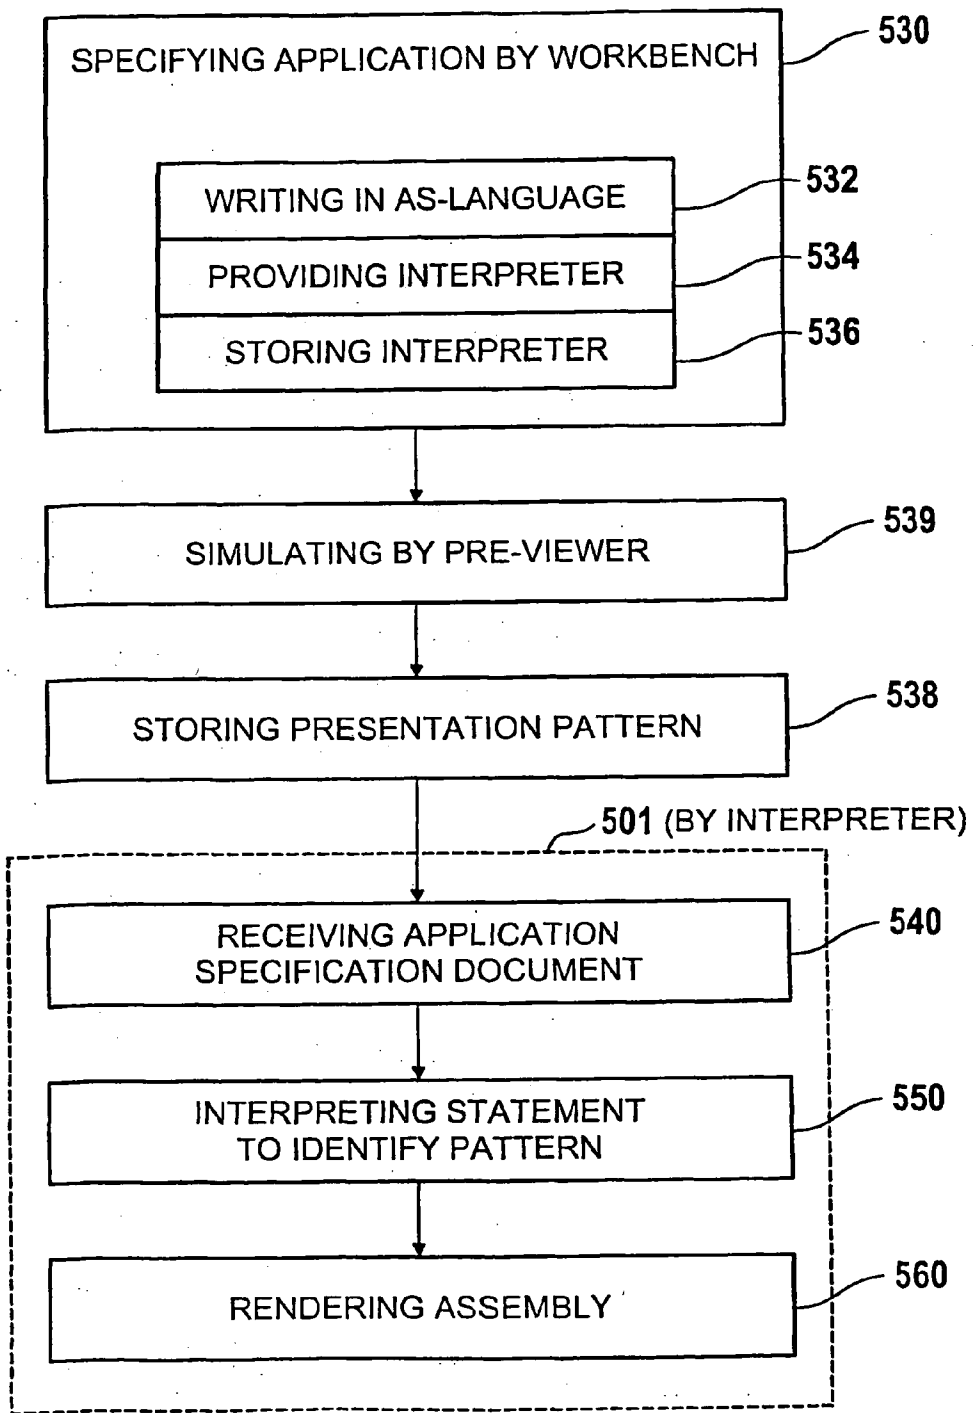 SPECIFYING APPLICATION BY WORKBENCH
530
WRITING IN AS-LANGUAGE
532
PROVIDING INTERPRETER
534
STORING INTERPRETER
536
SIMULATING BY PRE-VIEWER
539
STORING PRESENTATION PATTERN
538
501 (BY INTERPRETER)
RECEIVING APPLICATION
SPECIFICATION DOCUMENT
540
INTERPRETING STATEMENT
TO IDENTIFY PATTERN
550
RENDERING ASSEMBLY
560